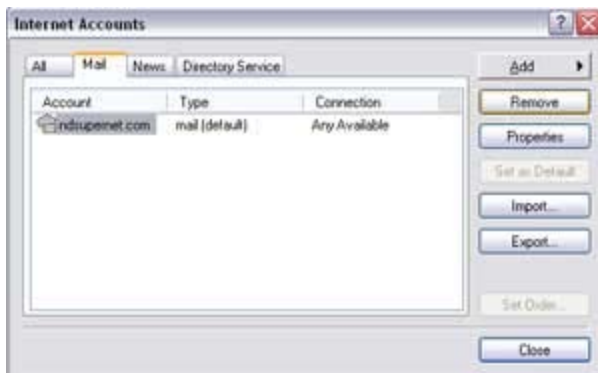 Internet Accounts
All Mail News Directory Service
Add
Account Type Connection
Remove
ndsupernet.com mail (default) Any Available
Properties
Set as Default
Import...
Export...
Set Order...
Close